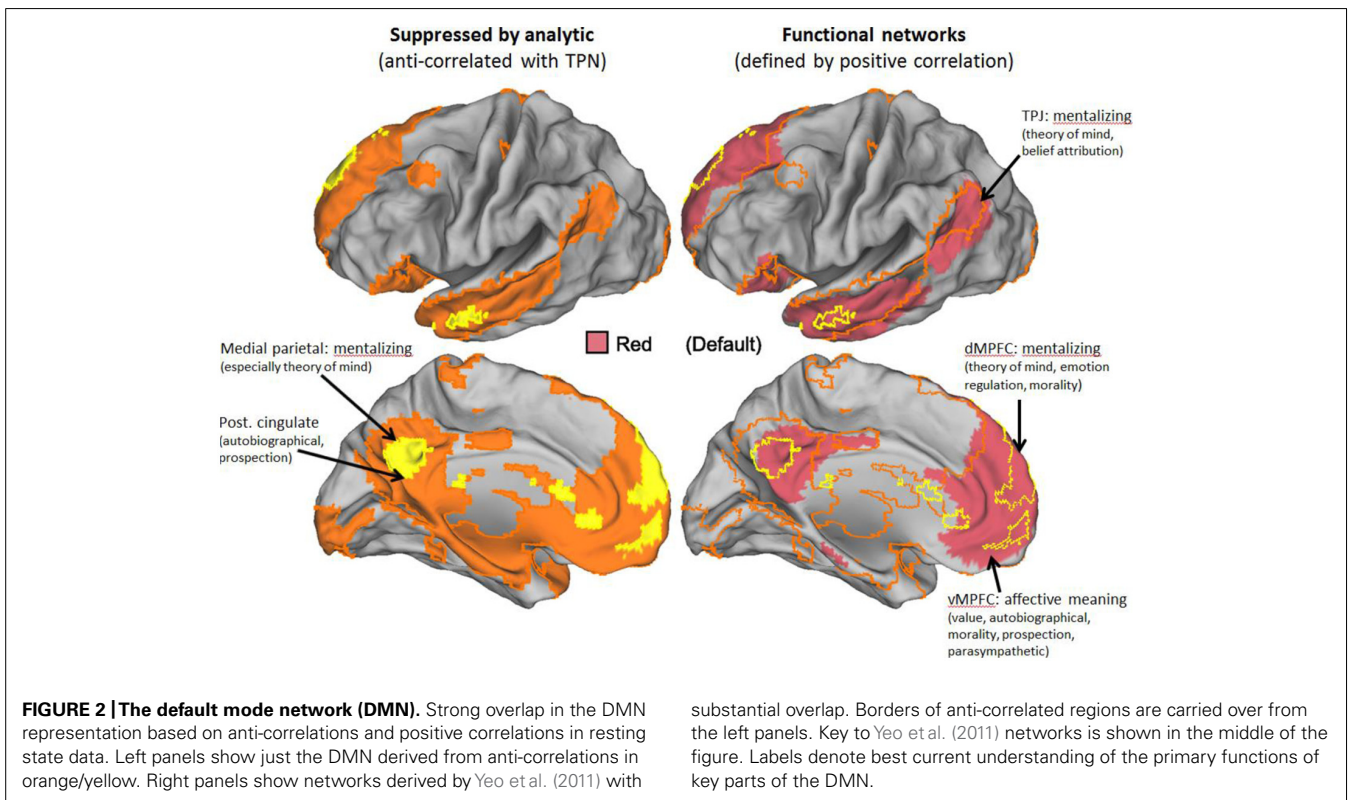 Suppressed by analytic
(anti-correlated with TPN)
Functional networks
(defined by positive correlation)
TPJ: mentalizing
(theory of mind,
belief attribution)
Red (Default)
Medial parietal: mentalizing
(especially theory of mind)
Post. cingulate
(autobiographical,
prospection)
dMPFC: mentalizing
(theory of mind, emotion
regulation, morality)
vMPFC: affective meaning
(value, autobiographical,
morality, prospection,
parasympathetic)
FIGURE 2 | The default mode network (DMN). Strong overlap in the DMN
representation based on anti-correlations and positive correlations in resting
state data. Left panels show just the DMN derived from anti-correlations in
orange/yellow. Right panels show networks derived by Yeo et al. (2011) with
substantial overlap. Borders of anti-correlated regions are carried over from
the left panels. Key to Yeo et al. (2011) networks is shown in the middle of the
figure. Labels denote best current understanding of the primary functions of
key parts of the DMN.